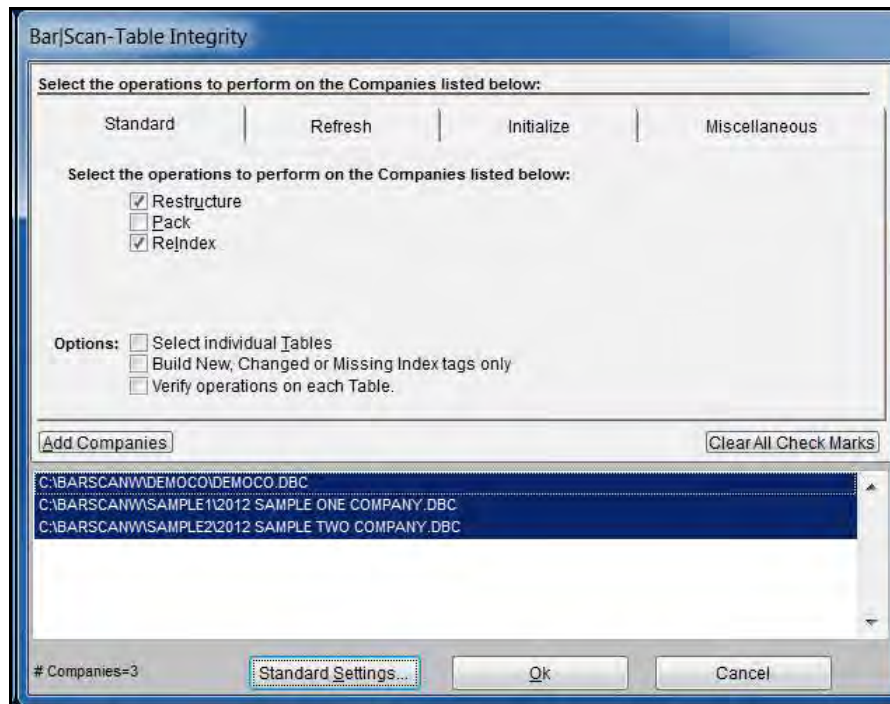 Bar|Scan-Table Integrity
Select the operations to perform on the Companies listed below:
Standard Refresh Initialize Miscellaneous
Select the operations to perform on the Companies listed below:
Restructure
Pack
ReIndex
Options: Select individual Tables
Build New, Changed or Missing Index tags only
Verify operations on each Table.
Add Companies Clear All Check Marks
C:\BARSCANW\DEMOCO\DEMOCO.DBC
C:\BARSCANW\SAMPLE1\2012 SAMPLE ONE COMPANY.DBC
C:\BARSCANW\SAMPLE2\2012 SAMPLE TWO COMPANY.DBC
# Companies=3 Standard Settings... Ok Cancel